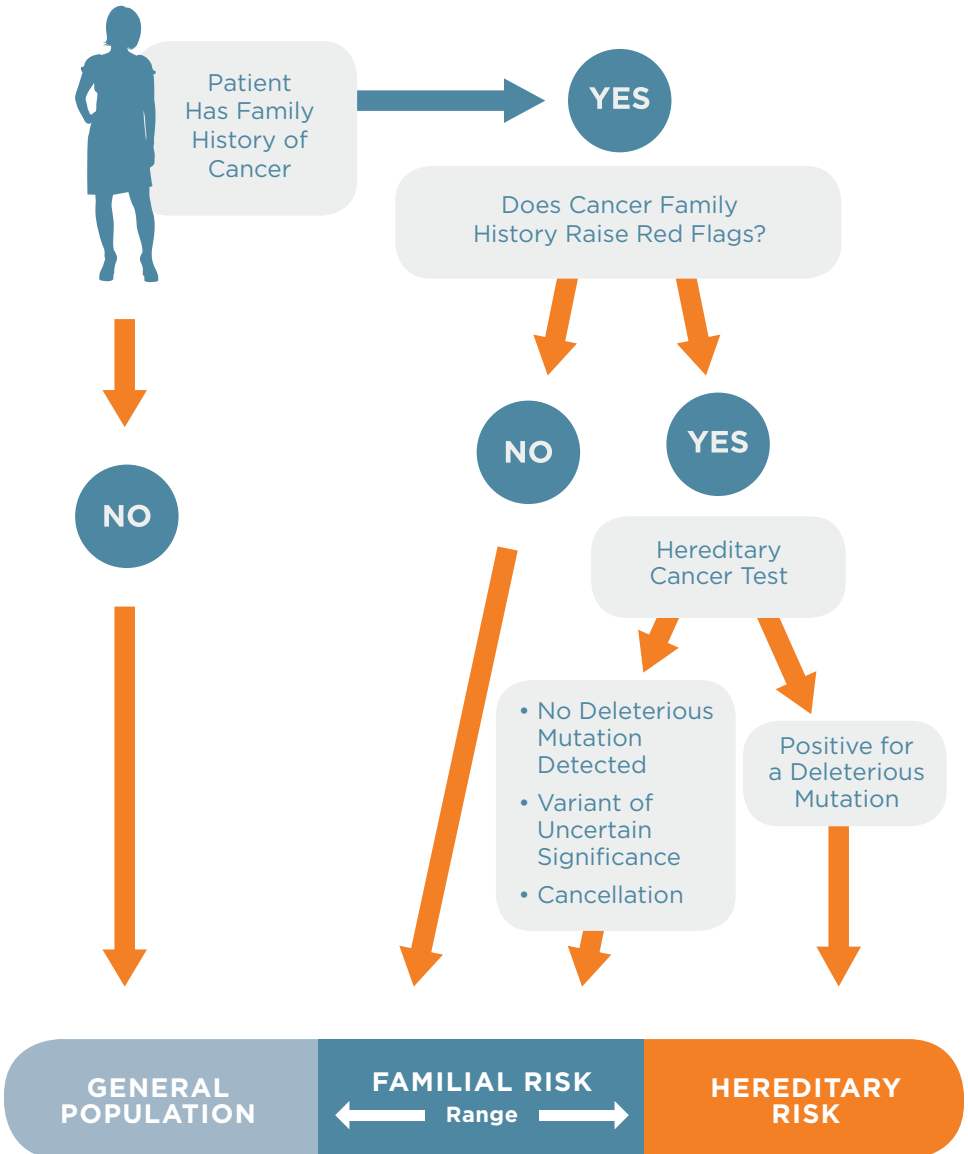 Patient
Has Family
History of
Cancer
YES
Does Cancer Family
History Raise Red Flags?
NO
YES
NO
Hereditary
Cancer Test
• No Deleterious
Mutation
Detected
• Variant of
Uncertain
Significance
• Cancellation
Positive for
a Deleterious
Mutation
GENERAL
POPULATION
FAMILIAL RISK
Range
HEREDITARY
RISK